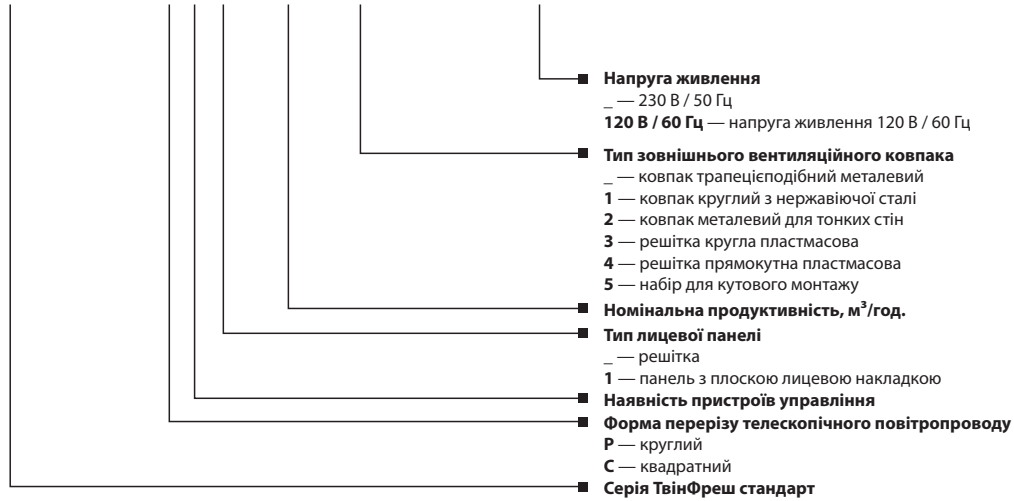 Напруга живлення
_ — 230 В / 50 Гц
120 В / 60 Гц — напруга живлення 120 В / 60 Гц
Тип зовнішнього вентиляційного ковпака
_ — ковпак трапецієподібний металевий
1 — ковпак круглий з нержавіючої сталі
2 — ковпак металевий для тонких стін
3 — решітка кругла пластмасова
4 — решітка прямокутна пластмасова
5 — набір для кутового монтажу
Номінальна продуктивність, м³/год.
Тип лицевої панелі
_ — решітка
1 — панель з плоскою лицевою накладкою
Наявність пристроїв управління
Форма перерізу телескопічного повітропроводу
Р — круглий
С — квадратний
Серія ТвінФреш стандарт